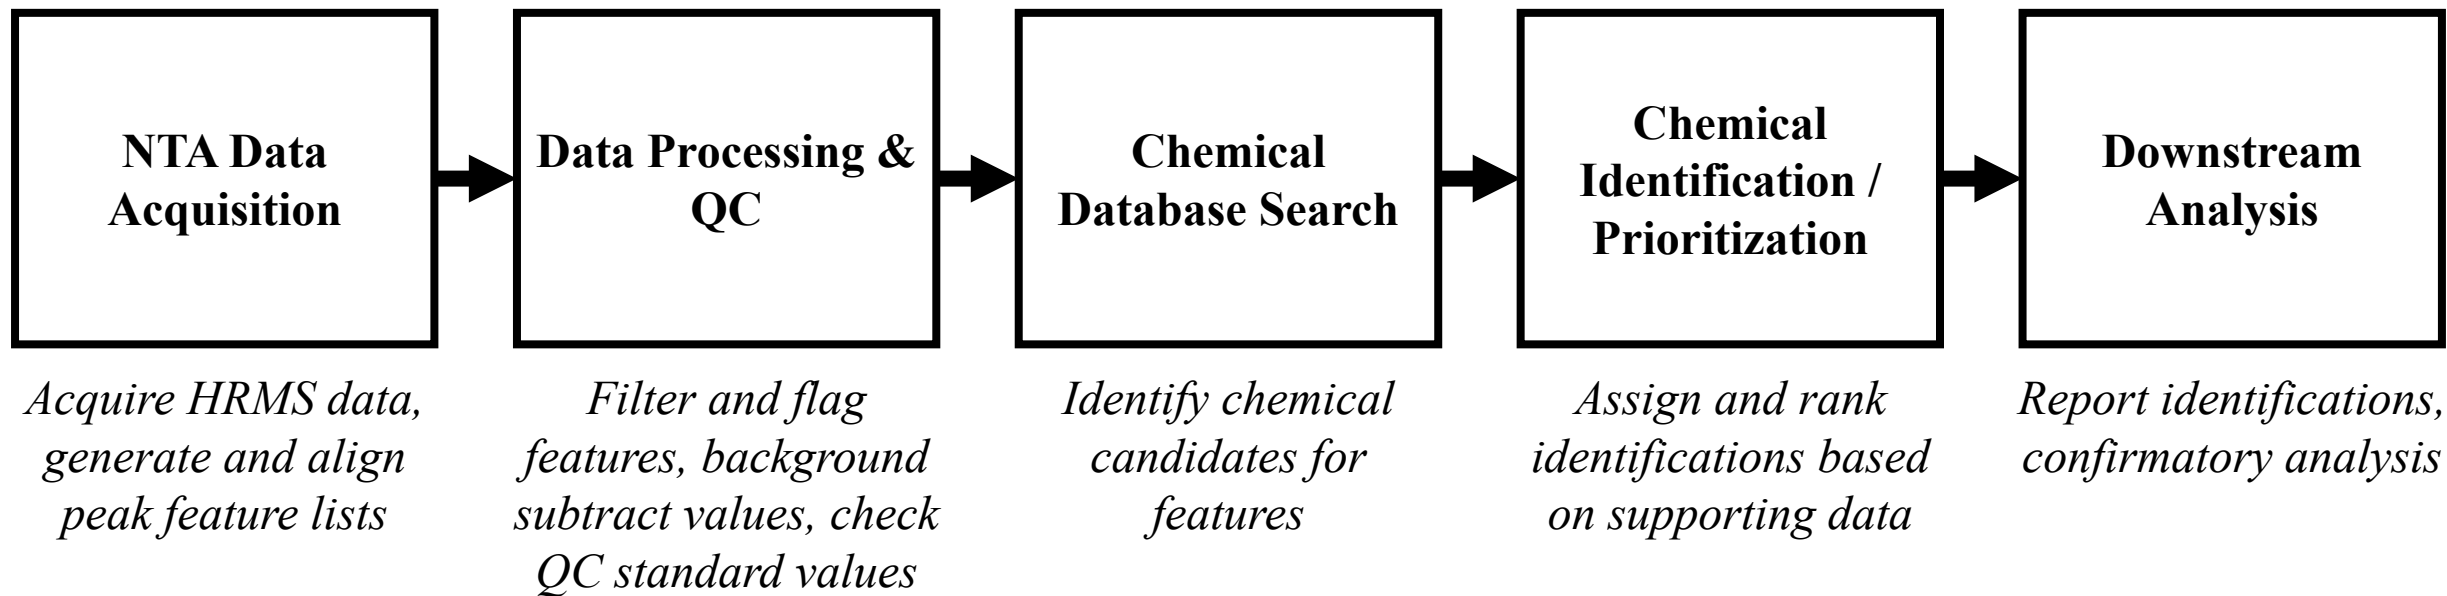 NTA Data
Acquisition
Data Processing &
QC
Chemical
Database Search
Chemical
Identification /
Prioritization
Downstream
Analysis
Acquire HRMS data,
generate and align
peak feature lists
Filter and flag
features, background
subtract values, check
QC standard values
Identify chemical
candidates for
features
Assign and rank
identifications based
on supporting data
Report identifications,
confirmatory analysis